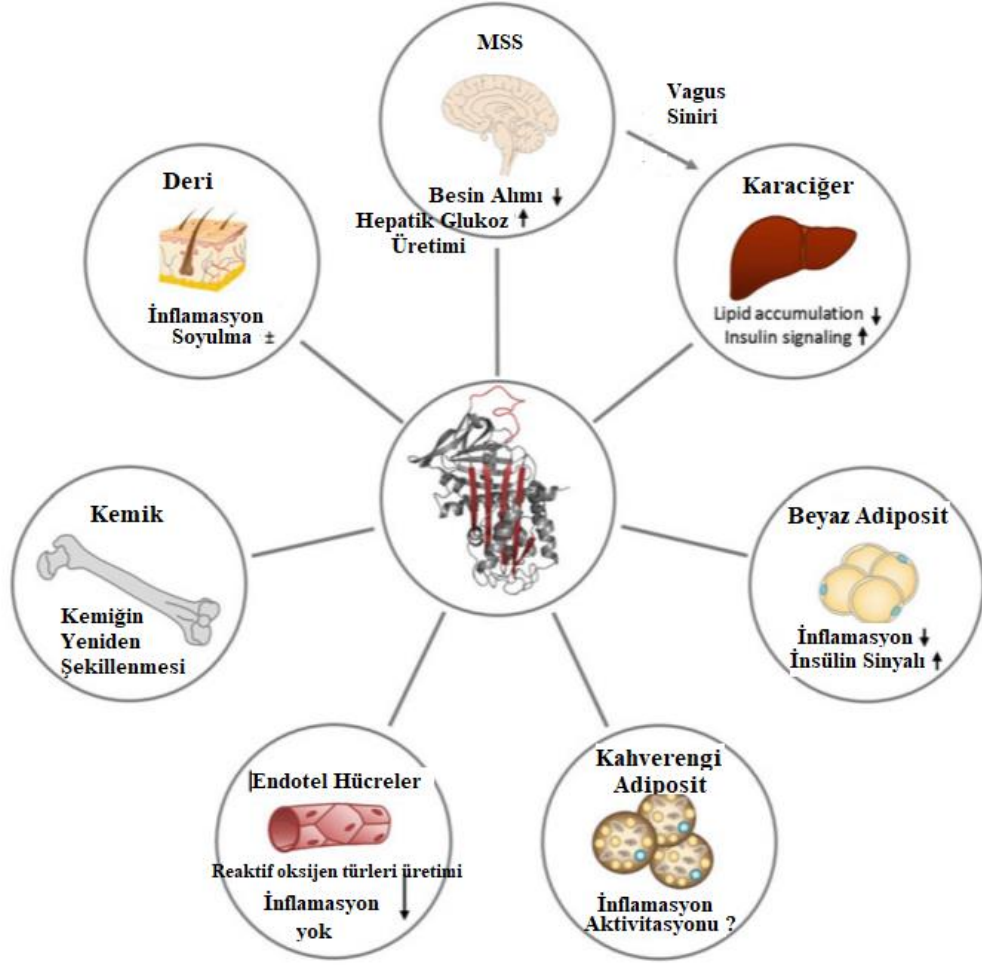 MSS
Besin Alımı ↓
Hepatik Glukoz ↑
Üretimi
Vagus
Siniri
Karaciğer
Lipid accumulation ↓
Insulin signaling ↑
Beyaz Adiposit
İnflamasyon ↓
İnsülin Sinyalı ↑
Kahverengi
Adiposit
İnflamasyon
Aktivitasyonu ?
Endotel Hücreler
Reaktif oksijen türleri üretimi
İnflamasyon ↓
yok
Kemik
Kemiğin
Yeniden
Şekillenmesi
Deri
İnflamasyon
Soyulma ±